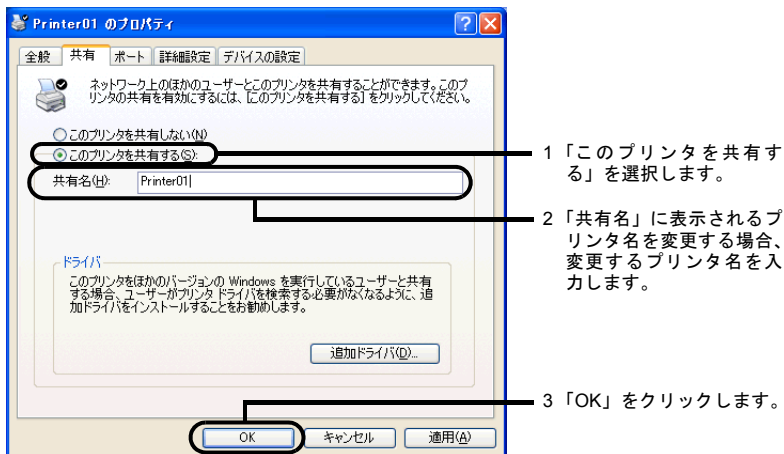 Printer01 のプロパティ
全般 共有 ポート 詳細設定 デバイスの設定
ネットワーク上のほかのユーザーとこのプリンタを共有することができます。このプ
リンタの共有を有効にするには、[このプリンタを共有する] をクリックしてください。
このプリンタを共有しない(N)
このプリンタを共有する(S):
共有名(H): Printer01
ドライバ
このプリンタをほかのバージョンの Windows を実行しているユーザーと共有
する場合、ユーザーがプリンタ ドライバを検索する必要がなくなるように、追
加ドライバをインストールすることをお勧めします。
追加ドライバ(D)...
OK キャンセル 適用(A)
1 「このプリンタを共有す
る」を選択します。
2 「共有名」に表示されるプ
リンタ名を変更する場合、
変更するプリンタ名を入
力します。
3 「OK」をクリックします。